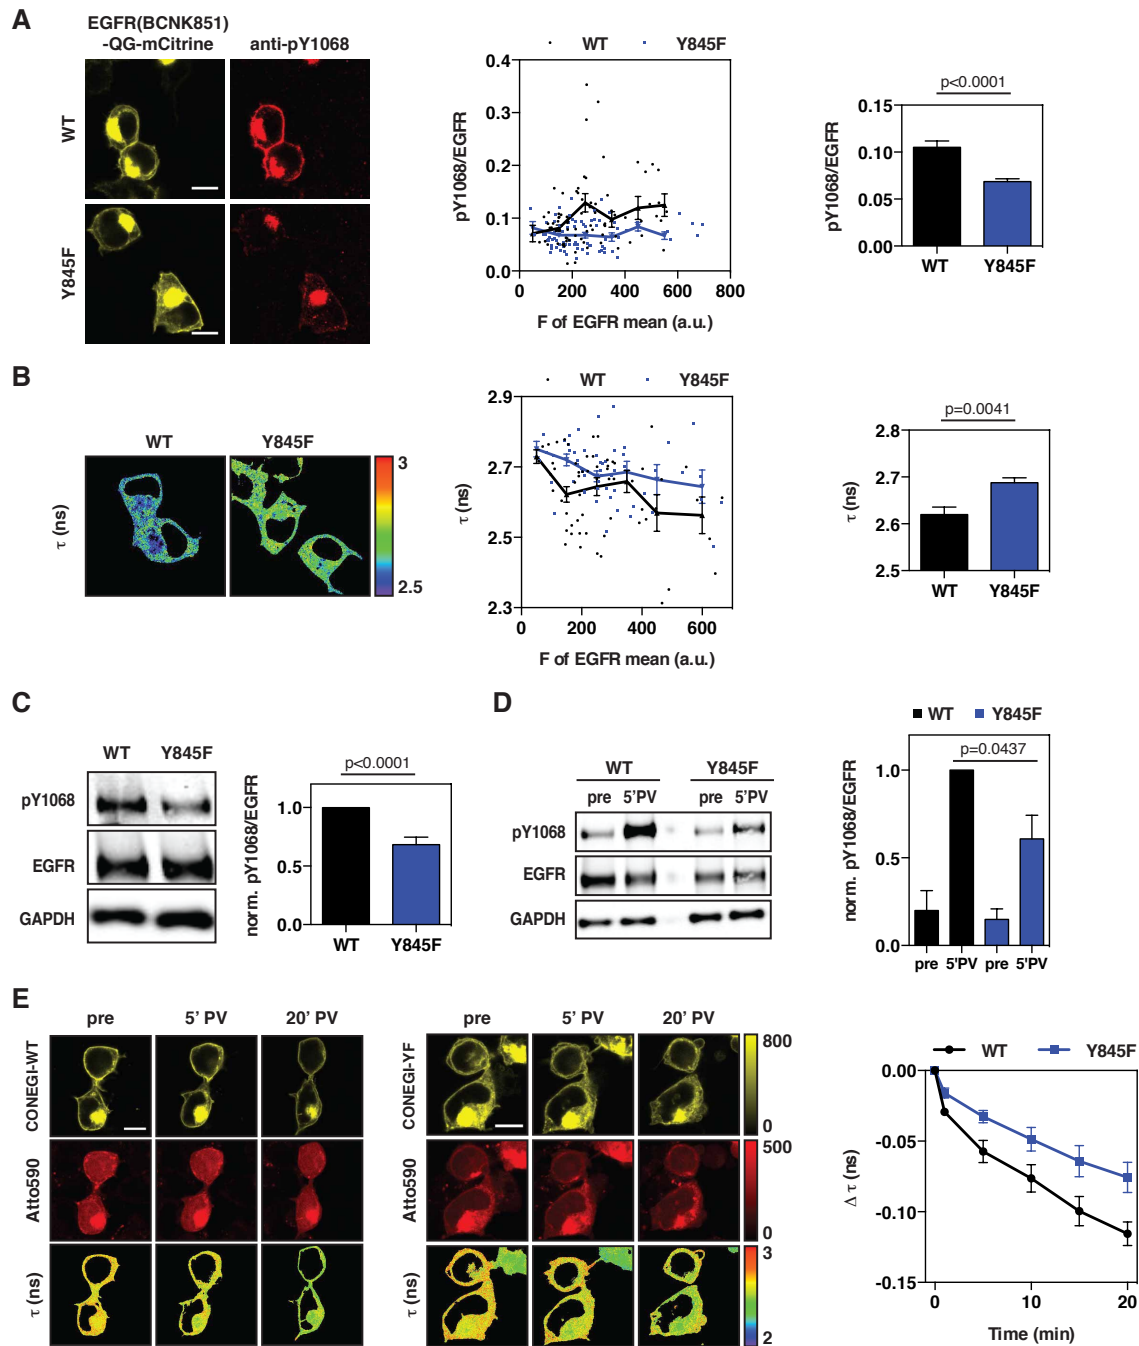 A
EGFR(BCNK851)
-QG-mCitrine
anti-pY1068
WT
Y845F
WT Y845F
pY1068/EGFR
0.4
0.3
0.2
0.1
0.0
0 200 400 600 800
F of EGFR mean (a.u.)
p<0.0001
pY1068/EGFR
0.15
0.10
0.05
0.00
WT Y845F
B
WT Y845F
τ (ns)
3
2.5
WT Y845F
τ (ns)
2.9
2.7
2.5
2.3
0 200 400 600
F of EGFR mean (a.u.)
p=0.0041
τ (ns)
2.8
2.7
2.6
2.5
WT Y845F
C
WT Y845F
pY1068
EGFR
GAPDH
p<0.0001
norm. pY1068/EGFR
1.0
0.5
0.0
WT Y845F
D
WT Y845F
pre 5'PV pre 5'PV
pY1068
EGFR
GAPDH
WT Y845F
p=0.0437
norm. pY1068/EGFR
1.0
0.5
0.0
pre 5'PV pre 5'PV
E
pre 5' PV 20' PV
CONEGI-WT
Atto590
τ (ns)
pre 5' PV 20' PV
CONEGI-YF
Atto590
τ (ns)
800
0
500
0
3
2
WT Y845F
Δ τ (ns)
0.00
-0.05
-0.10
-0.15
0 10 20
Time (min)